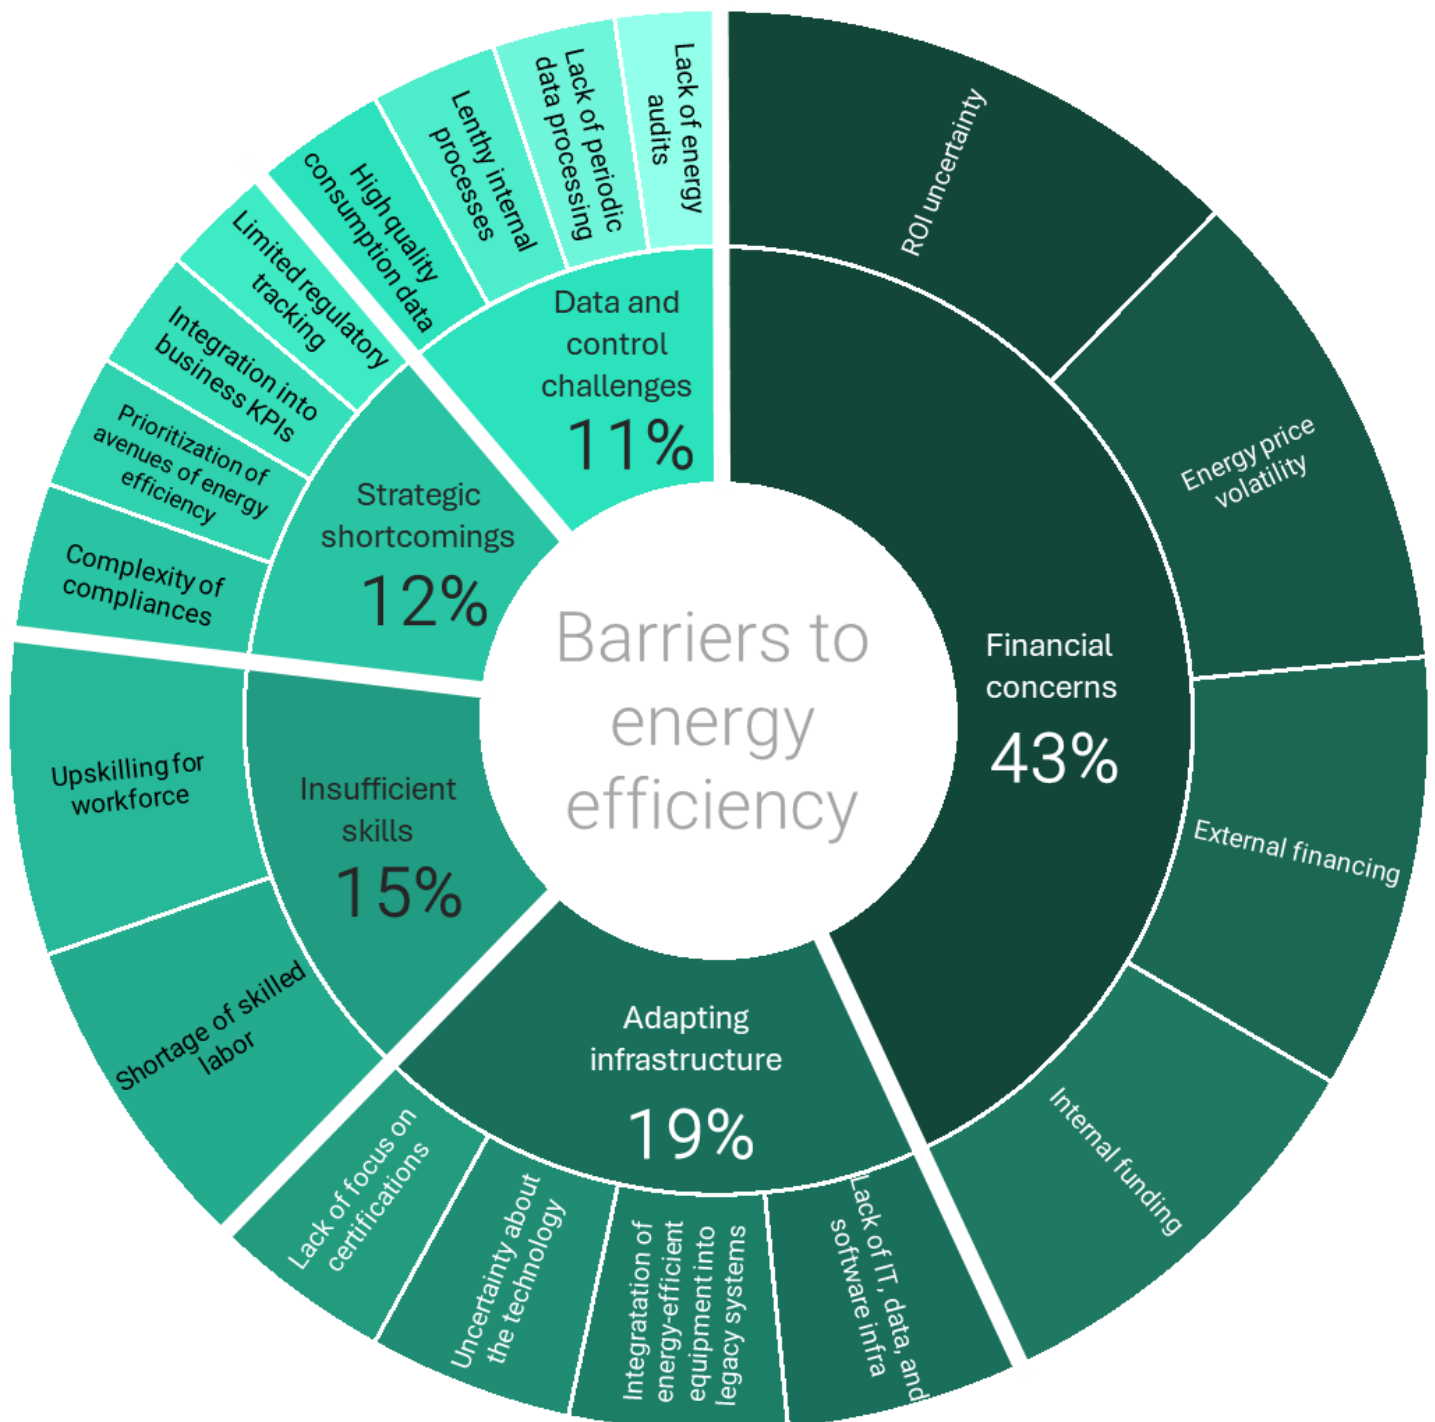 Barriers to
energy
efficiency
Financial
concerns
43%
ROI uncertainty
Energy price
volatility
External financing
Internal funding
Adapting
infrastructure
19%
Lack of IT, data, and
software infra
Integratation of
energy-efficient
equipment into
legacy systems
Uncertainty about
the technology
Lack of focus on
certifications
Insufficient
skills
15%
Shortage of skilled
labor
Upskilling for
workforce
Strategic
shortcomings
12%
Complexity of
compliances
Prioritization of
avenues of energy
efficiency
Integration into
business KPIs
Limited regulatory
tracking
Data and
control
challenges
11%
High quality
consumption data
Lenthy internal
processes
Lack of periodic
data processing
Lack of energy
audits